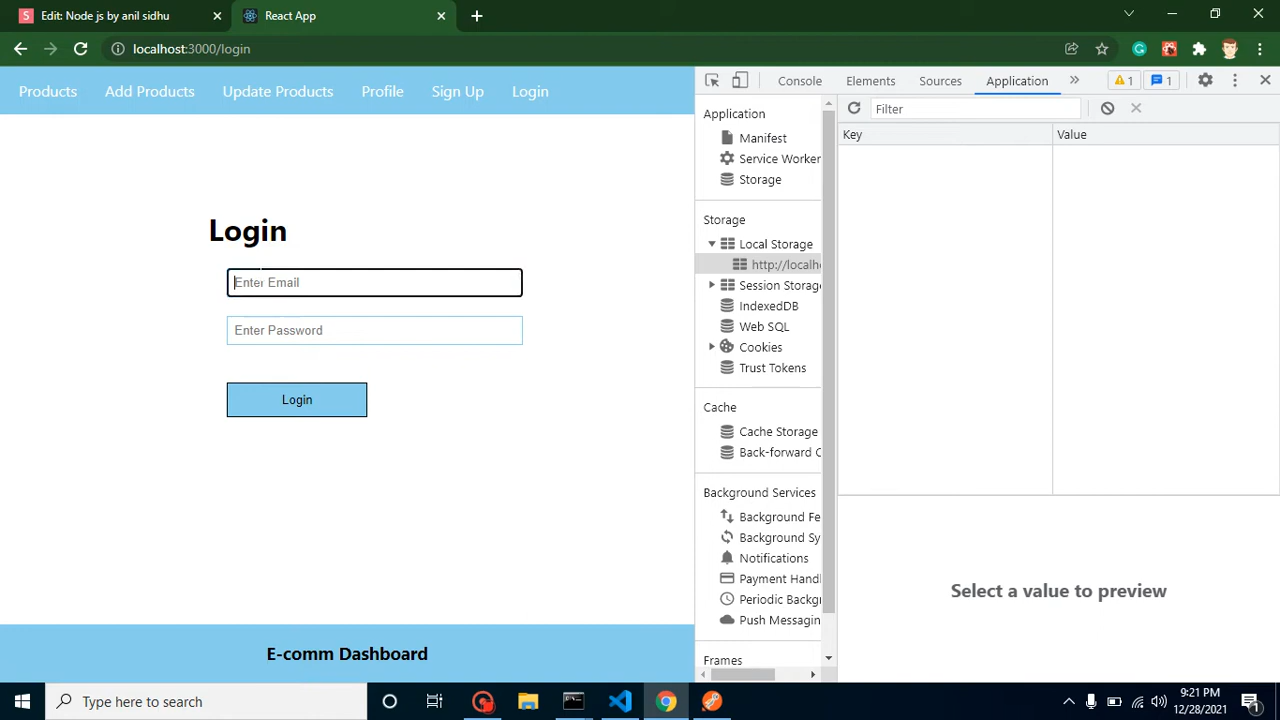 Edit: Node js by anil sidhu
React App
localhost:3000/login
Products Add Products Update Products Profile Sign Up Login
Console Elements Sources Application 1 1
Filter
Application
Manifest
Service Worker
Storage
Storage
Local Storage
http://localh
Session Storag
IndexedDB
Web SQL
Cookies
Trust Tokens
Cache
Cache Storage
Back-forward C
Background Services
Background Fe
Background Sy
Notifications
Payment Handl
Periodic Backg
Push Messagin
Frames
Key Value
Select a value to preview
Login
Enter Email
Enter Password
Login
E-comm Dashboard
Type here to search
9:21 PM
12/28/2021
1